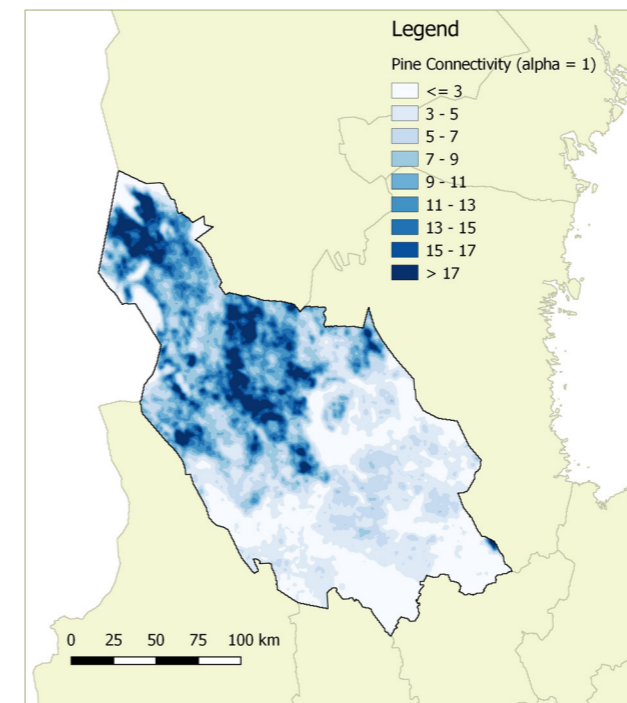 Legend
Pine Connectivity (alpha = 1)
<= 3
3 - 5
5 - 7
7 - 9
9 - 11
11 - 13
13 - 15
15 - 17
> 17
0 25 50 75 100 km